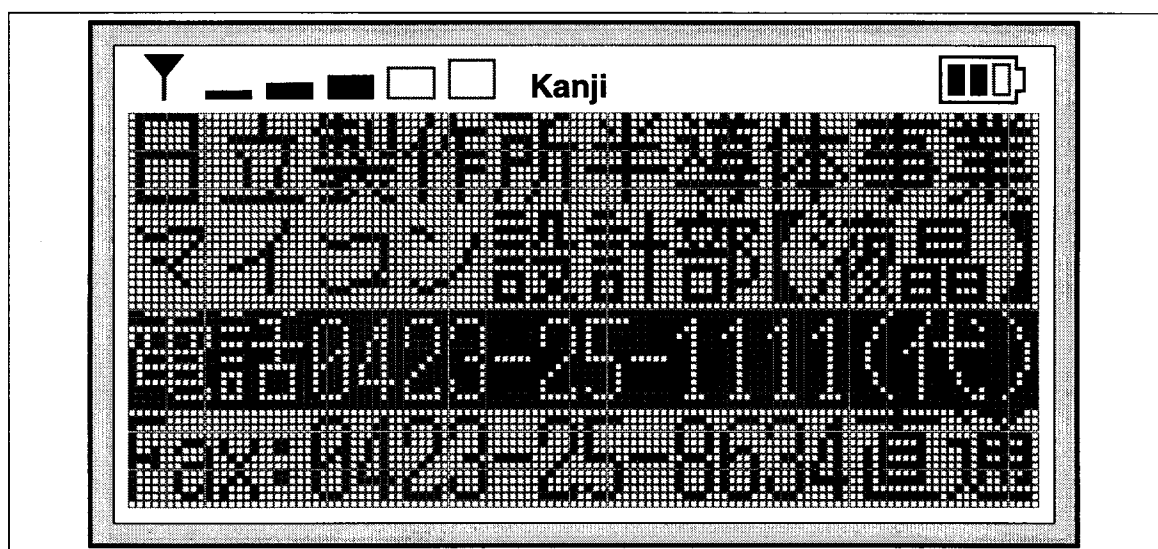 Kanji
日立製作所半導体事業
マイコン設計部(液晶)
電話0423-25-1111(代)
Fax:0423-25-8634直通